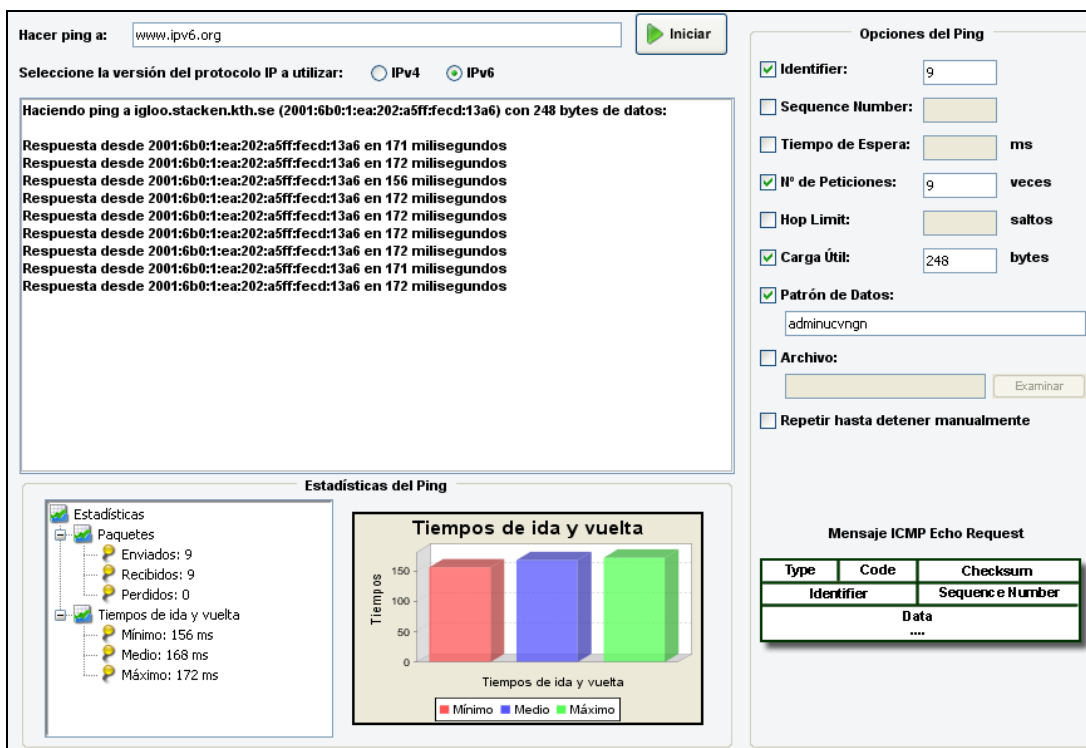 Hacer ping a: www.ipv6.org Iniciar
Seleccione la versión del protocolo IP a utilizar: IPv4 IPv6
Haciendo ping a igloo.stacken.kth.se (2001:6b0:1:ea:202:a5ff:fecd:13a6) con 248 bytes de datos:
Respuesta desde 2001:6b0:1:ea:202:a5ff:fecd:13a6 en 171 milisegundos
Respuesta desde 2001:6b0:1:ea:202:a5ff:fecd:13a6 en 172 milisegundos
Respuesta desde 2001:6b0:1:ea:202:a5ff:fecd:13a6 en 156 milisegundos
Respuesta desde 2001:6b0:1:ea:202:a5ff:fecd:13a6 en 172 milisegundos
Respuesta desde 2001:6b0:1:ea:202:a5ff:fecd:13a6 en 172 milisegundos
Respuesta desde 2001:6b0:1:ea:202:a5ff:fecd:13a6 en 172 milisegundos
Respuesta desde 2001:6b0:1:ea:202:a5ff:fecd:13a6 en 172 milisegundos
Respuesta desde 2001:6b0:1:ea:202:a5ff:fecd:13a6 en 171 milisegundos
Respuesta desde 2001:6b0:1:ea:202:a5ff:fecd:13a6 en 172 milisegundos
Estadísticas del Ping
Estadísticas
Paquetes
Enviados: 9
Recibidos: 9
Perdidos: 0
Tiempos de ida y vuelta
Mínimo: 156 ms
Medio: 168 ms
Máximo: 172 ms
Tiempos de ida y vuelta
Tiempos
150
100
50
0
Tiempos de ida y vuelta
Mínimo Medio Máximo
Opciones del Ping
Identifier: 9
Sequence Number:
Tiempo de Espera: ms
Nº de Peticiones: 9 veces
Hop Limit: saltos
Carga Útil: 248 bytes
Patrón de Datos:
adminucvngn
Archivo:
Examinar
Repetir hasta detener manualmente
Mensaje ICMP Echo Request
Type Code Checksum
Identifier Sequence Number
Data
....